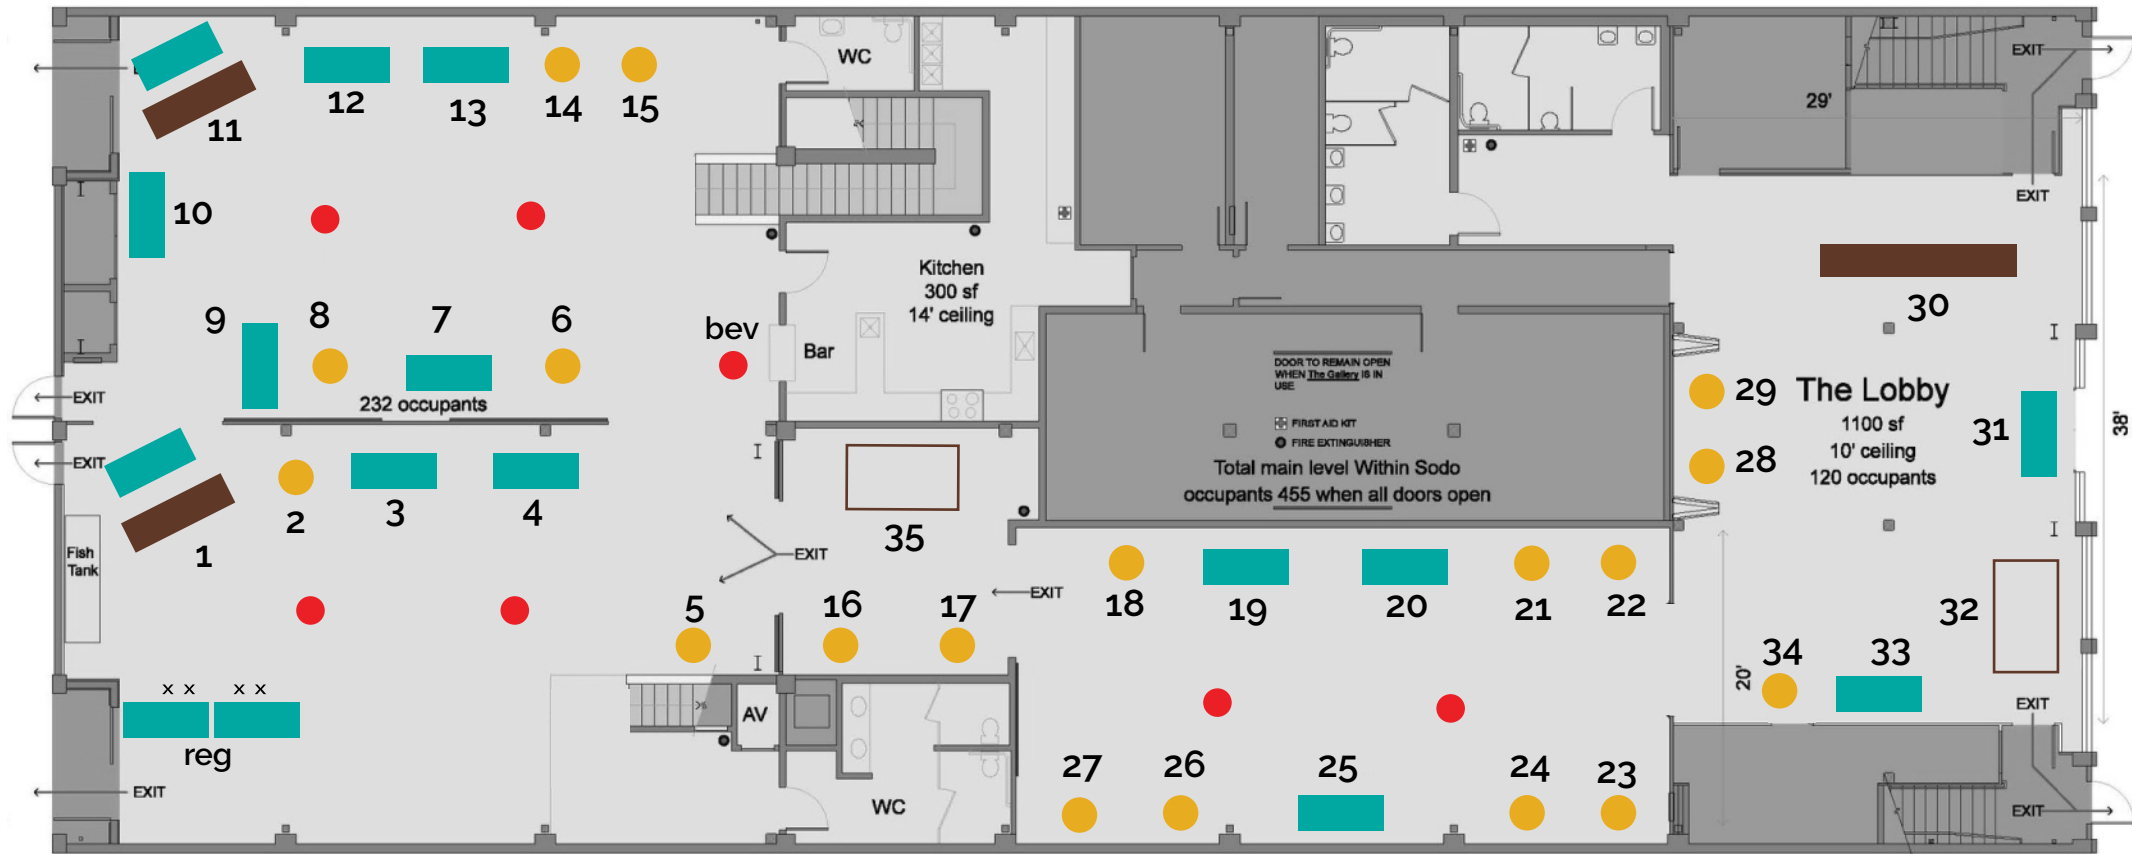 EXIT
11
12
13
14
15
WC
29'
EXIT
EXIT
10
9
8
7
6
bev
Bar
Kitchen
300 sf
14' ceiling
232 occupants
EXIT
EXIT
DOOR TO REMAIN OPEN
WHEN The Gallery IS IN
USE
FIRST AID KIT
FIRE EXTINGUISHER
Total main level Within Sodo
occupants 455 when all doors open
30
29
28
The Lobby
1100 sf
10' ceiling
120 occupants
31
38'
Fish
Tank
1
2
3
4
5
35
EXIT
EXIT
16
17
18
19
20
21
22
32
33
34
20'
x x x x
reg
AV
WC
EXIT
27
26
25
24
23
EXIT
EXIT